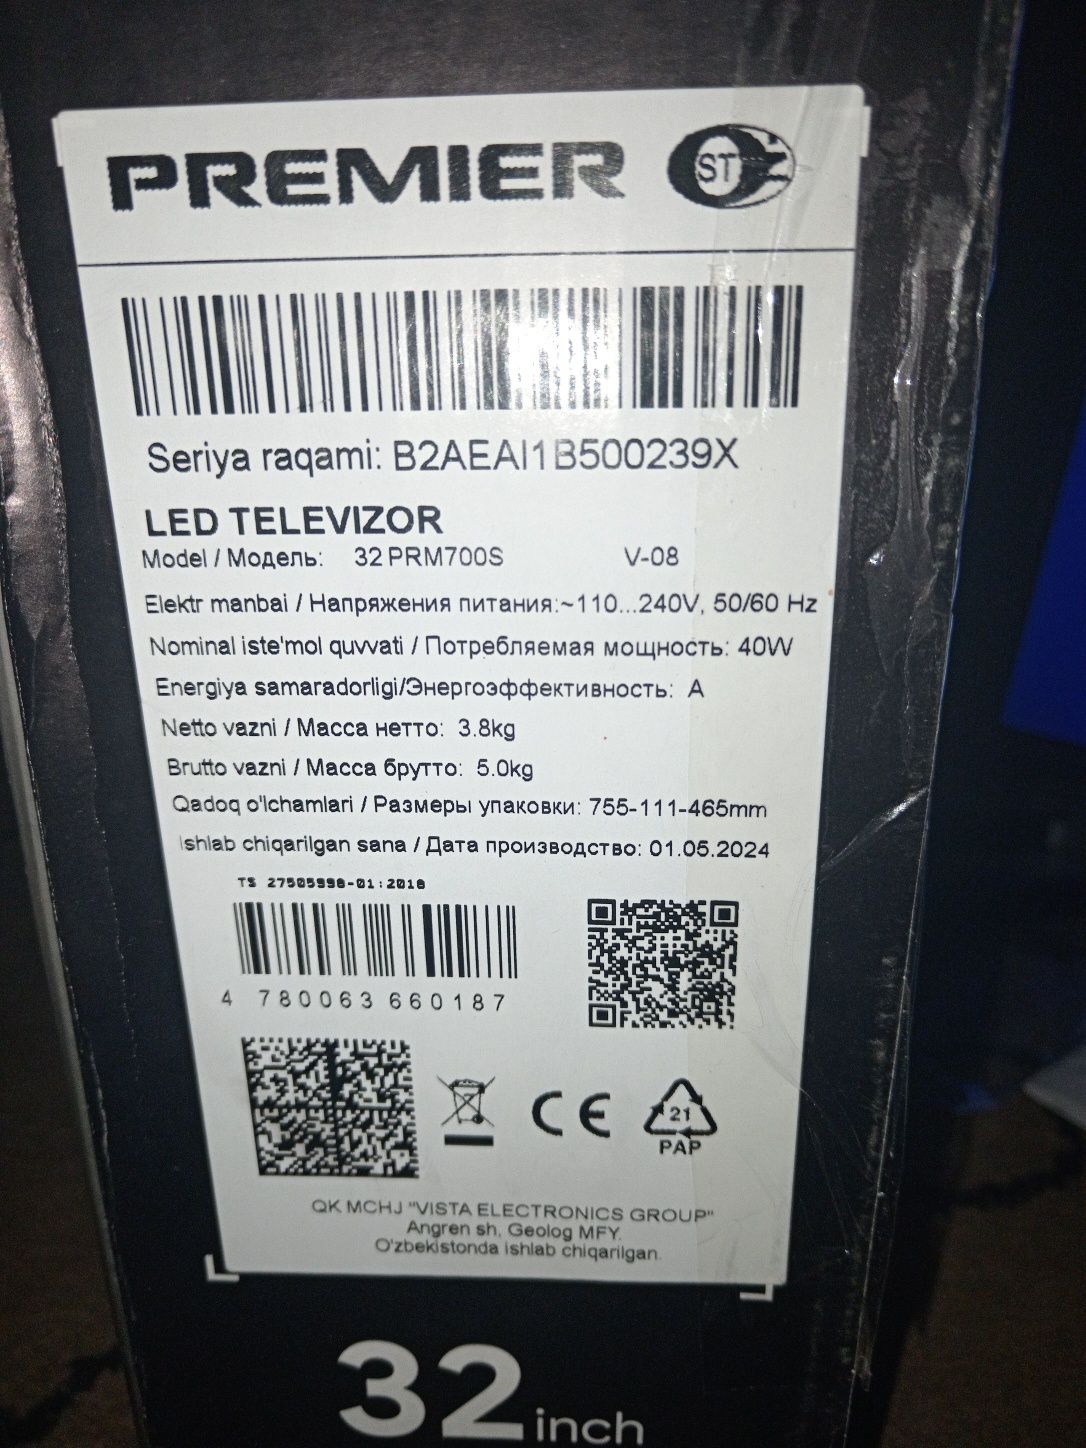 PREMIER ST
Seriya raqami: B2AEAI1B500239X
LED TELEVIZOR
Model / Модель: 32 PRM700S V-08
Elektr manbai / Напряжения питания:~110...240V, 50/60 Hz
Nominal iste'mol quvvati / Потребляемая мощность: 40W
Energiya samaradorligi/Энергоэффективность: A
Netto vazni / Масса нетто: 3.8kg
Brutto vazni / Масса брутто: 5.0kg
Qadoq o'lchamlari / Размеры упаковки: 755-111-465mm
Ishlab chiqarilgan sana / Дата производство: 01.05.2024
TS 27505998-01:2018
4 780063 660187
CE
21
PAP
QK MCHJ "VISTA ELECTRONICS GROUP"
Angren sh, Geolog MFY.
O'zbekistonda ishlab chiqarilgan.
32 inch